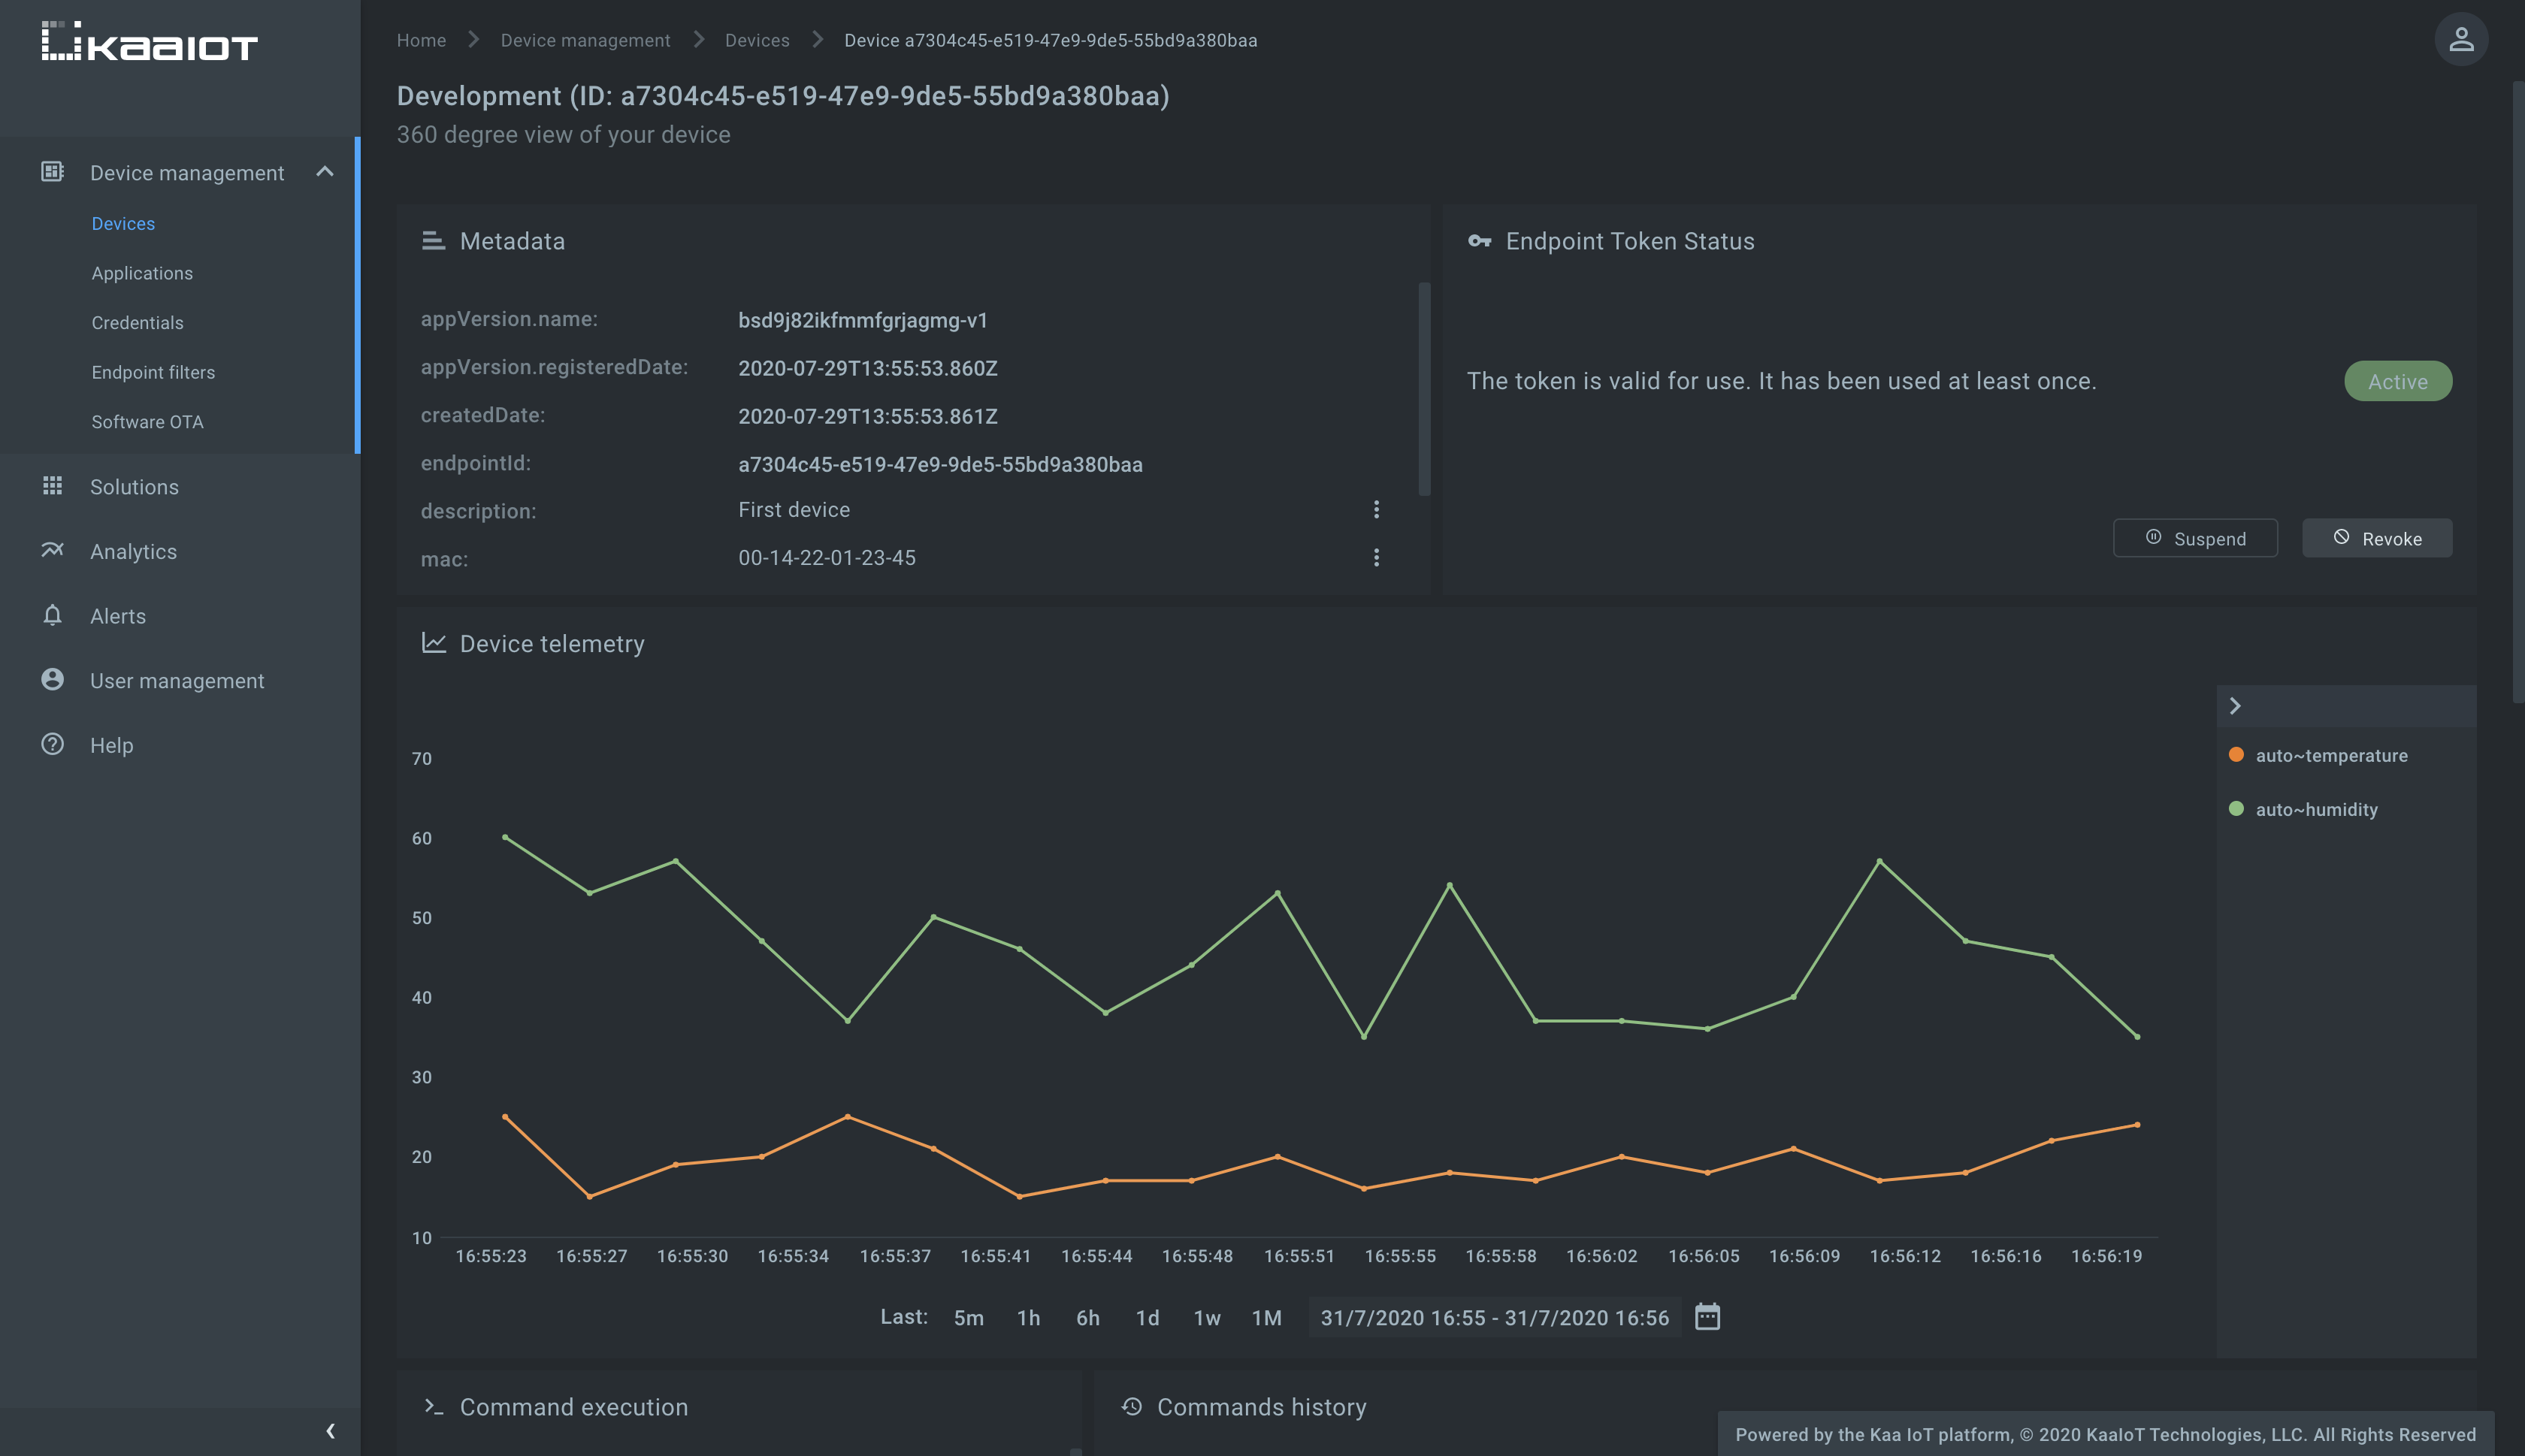 KaaIoT
Home
Device management
Devices
Device a7304c45-e519-47e9-9de5-55bd9a380baa
Development (ID: a7304c45-e519-47e9-9de5-55bd9a380baa)
360 degree view of your device
Device management
Devices
Applications
Credentials
Endpoint filters
Software OTA
Solutions
Analytics
Alerts
User management
Help
Metadata
appVersion.name: bsd9j82ikfmmfgrjagmg-v1
appVersion.registeredDate: 2020-07-29T13:55:53.860Z
createdDate: 2020-07-29T13:55:53.861Z
endpointId: a7304c45-e519-47e9-9de5-55bd9a380baa
description: First device
mac: 00-14-22-01-23-45
Endpoint Token Status
The token is valid for use. It has been used at least once.
Active
Suspend
Revoke
Device telemetry
70
60
50
40
30
20
10
16:55:23 16:55:27 16:55:30 16:55:34 16:55:37 16:55:41 16:55:44 16:55:48 16:55:51 16:55:55 16:55:58 16:56:02 16:56:05 16:56:09 16:56:12 16:56:16 16:56:19
auto~temperature
auto~humidity
Last: 5m 1h 6h 1d 1w 1M 31/7/2020 16:55 - 31/7/2020 16:56
Command execution
Commands history
Powered by the Kaa IoT platform, © 2020 KaaIoT Technologies, LLC. All Rights Reserved